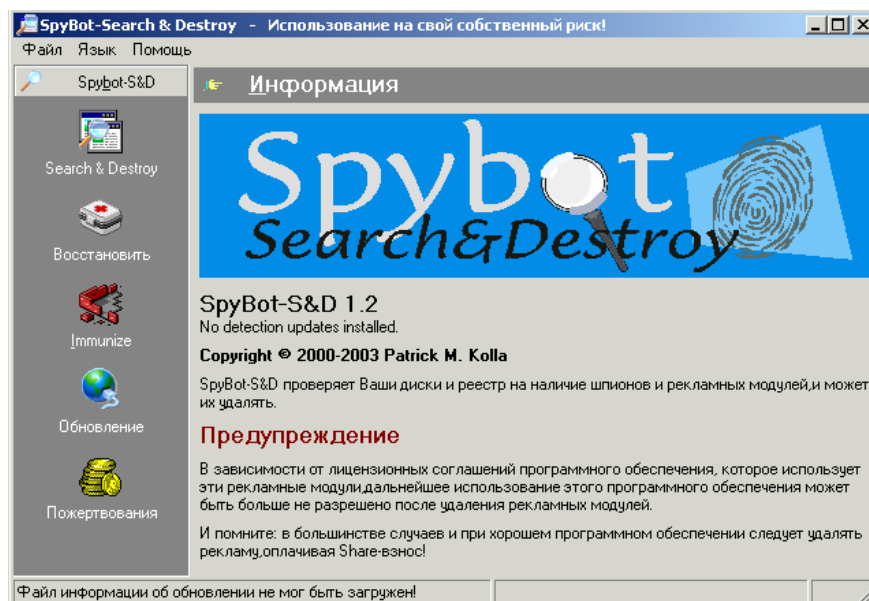 SpyBot-Search & Destroy - Использование на свой собственный риск!
Файл Язык Помощь
Spybot-S&D
Search & Destroy
Восстановить
Immunize
Обновление
Пожертвования
Информация
Spybot
Search&Destroy
SpyBot-S&D 1.2
No detection updates installed.
Copyright © 2000-2003 Patrick M. Kolla
SpyBot-S&D проверяет Ваши диски и реестр на наличие шпионов и рекламных модулей,и может
их удалять.
Предупреждение
В зависимости от лицензионных соглашений программного обеспечения, которое использует
эти рекламные модули,дальнейшее использование этого программного обеспечения может
быть больше не разрешено после удаления рекламных модулей.
И помните: в большинстве случаев и при хорошем программном обеспечении следует удалять
рекламу,оплачивая Share-взнос!
Файл информации об обновлении не мог быть загружен!